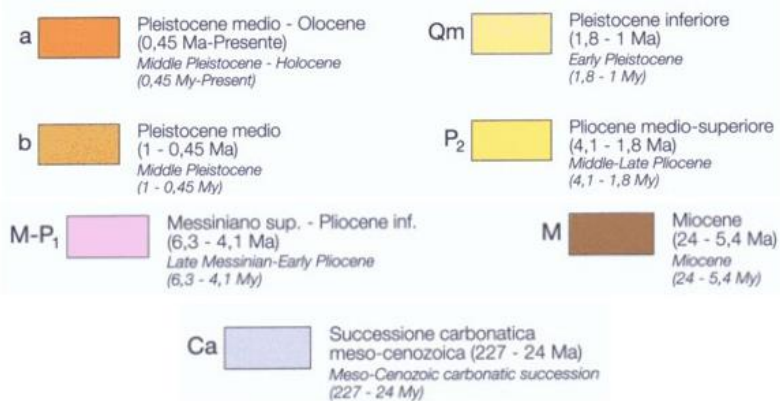 a
Pleistocene medio - Olocene
(0,45 Ma-Presente)
Middle Pleistocene - Holocene
(0,45 My-Present)
Qm
Pleistocene inferiore
(1,8 - 1 Ma)
Early Pleistocene
(1,8 - 1 My)
b
Pleistocene medio
(1 - 0,45 Ma)
Middle Pleistocene
(1 - 0,45 My)
P₂
Pliocene medio-superiore
(4,1 - 1,8 Ma)
Middle-Late Pliocene
(4,1 - 1,8 My)
M-P₁
Messiniano sup. - Pliocene inf.
(6,3 - 4,1 Ma)
Late Messinian-Early Pliocene
(6,3 - 4,1 My)
M
Miocene
(24 - 5,4 Ma)
Miocene
(24 - 5,4 My)
Ca
Successione carbonatica
meso-cenozoica (227 - 24 Ma)
Meso-Cenozoic carbonatic succession
(227 - 24 My)